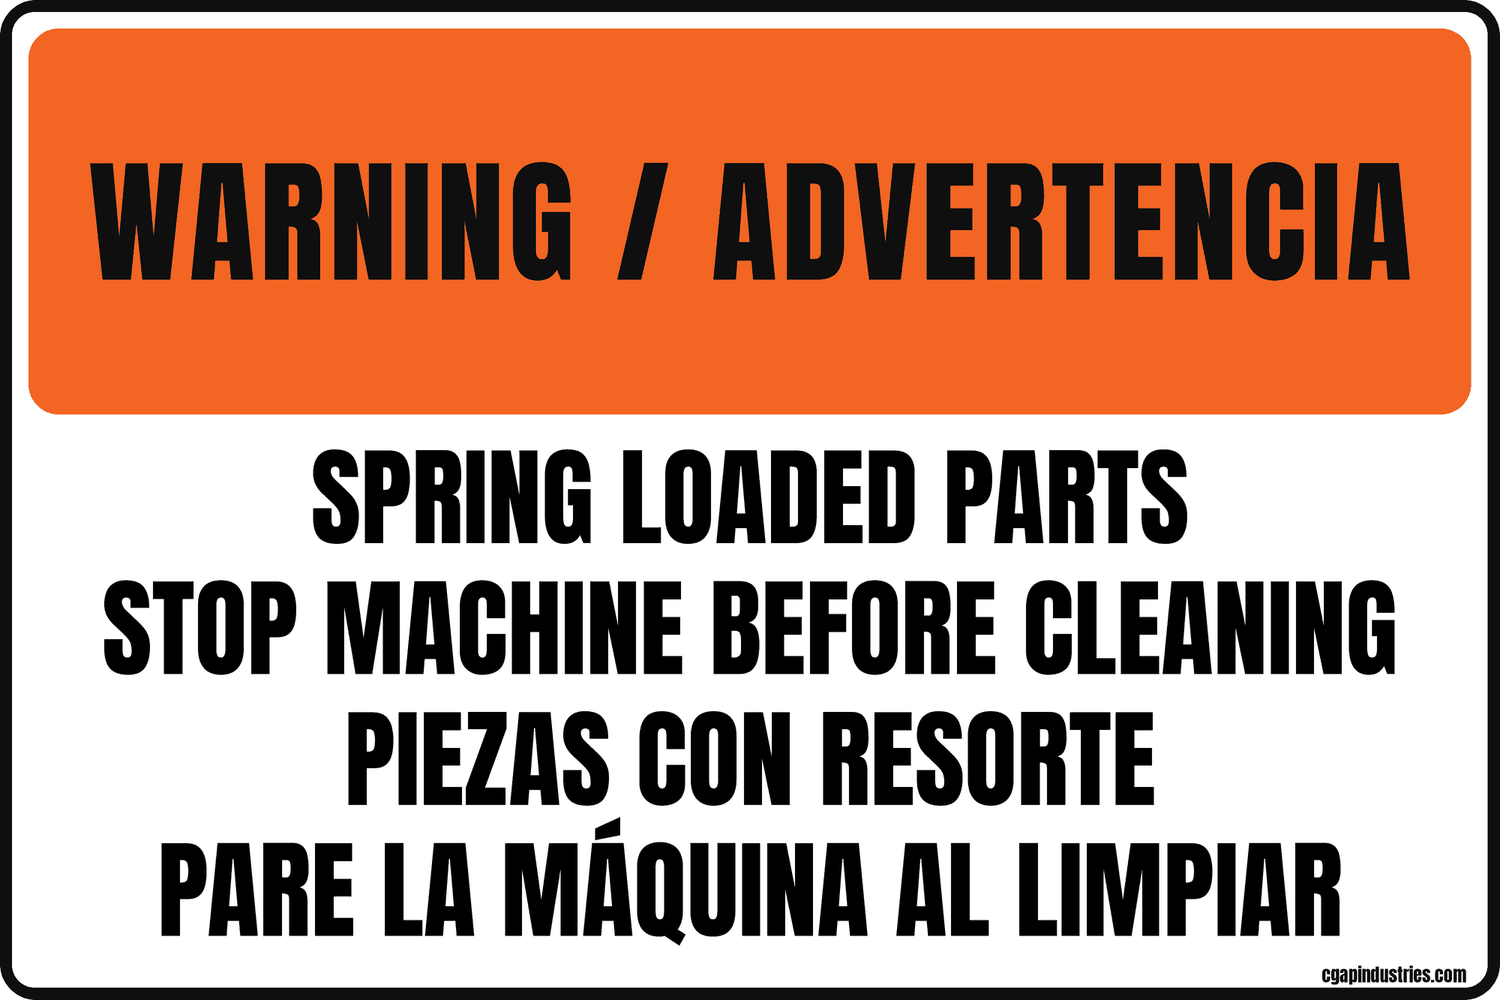 WARNING / ADVERTENCIA
SPRING LOADED PARTS
STOP MACHINE BEFORE CLEANING
PIEZAS CON RESORTE
PARE LA MÁQUINA AL LIMPIAR
cgapindustries.com